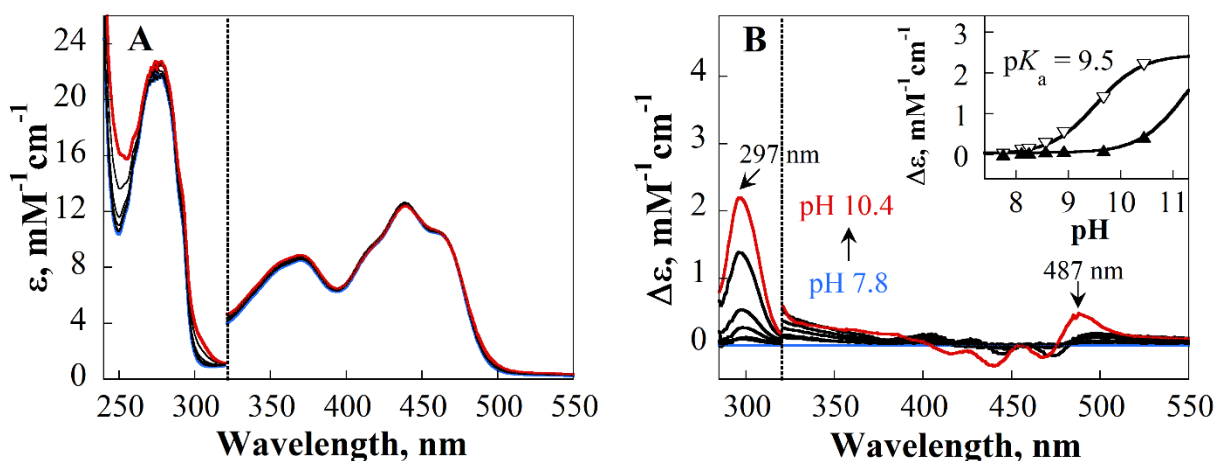 A
ε, mM⁻¹cm⁻¹
24
20
16
12
8
4
0
250 300 350 400 450 500 550
Wavelength, nm
B
Δε, mM⁻¹cm⁻¹
4
3
2
1
0
297 nm
pH 10.4
pH 7.8
487 nm
300 350 400 450 500 550
Wavelength, nm
pKₐ = 9.5
Δε, mM⁻¹cm⁻¹
3
2
1
0
8 9 10 11
pH